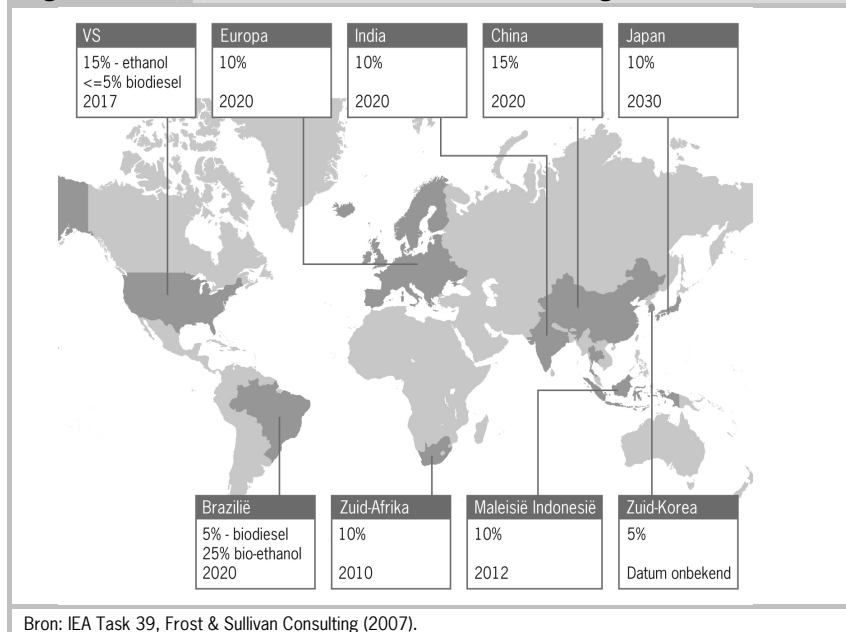 VS
15% - ethanol
<=5% biodiesel
2017
Europa
10%
2020
India
10%
2020
China
15%
2020
Japan
10%
2030
Brazilië
5% - biodiesel
25% bio-ethanol
2020
Zuid-Afrika
10%
2010
Maleisië Indonesië
10%
2012
Zuid-Korea
5%
Datum onbekend
Bron: IEA Task 39, Frost & Sullivan Consulting (2007).